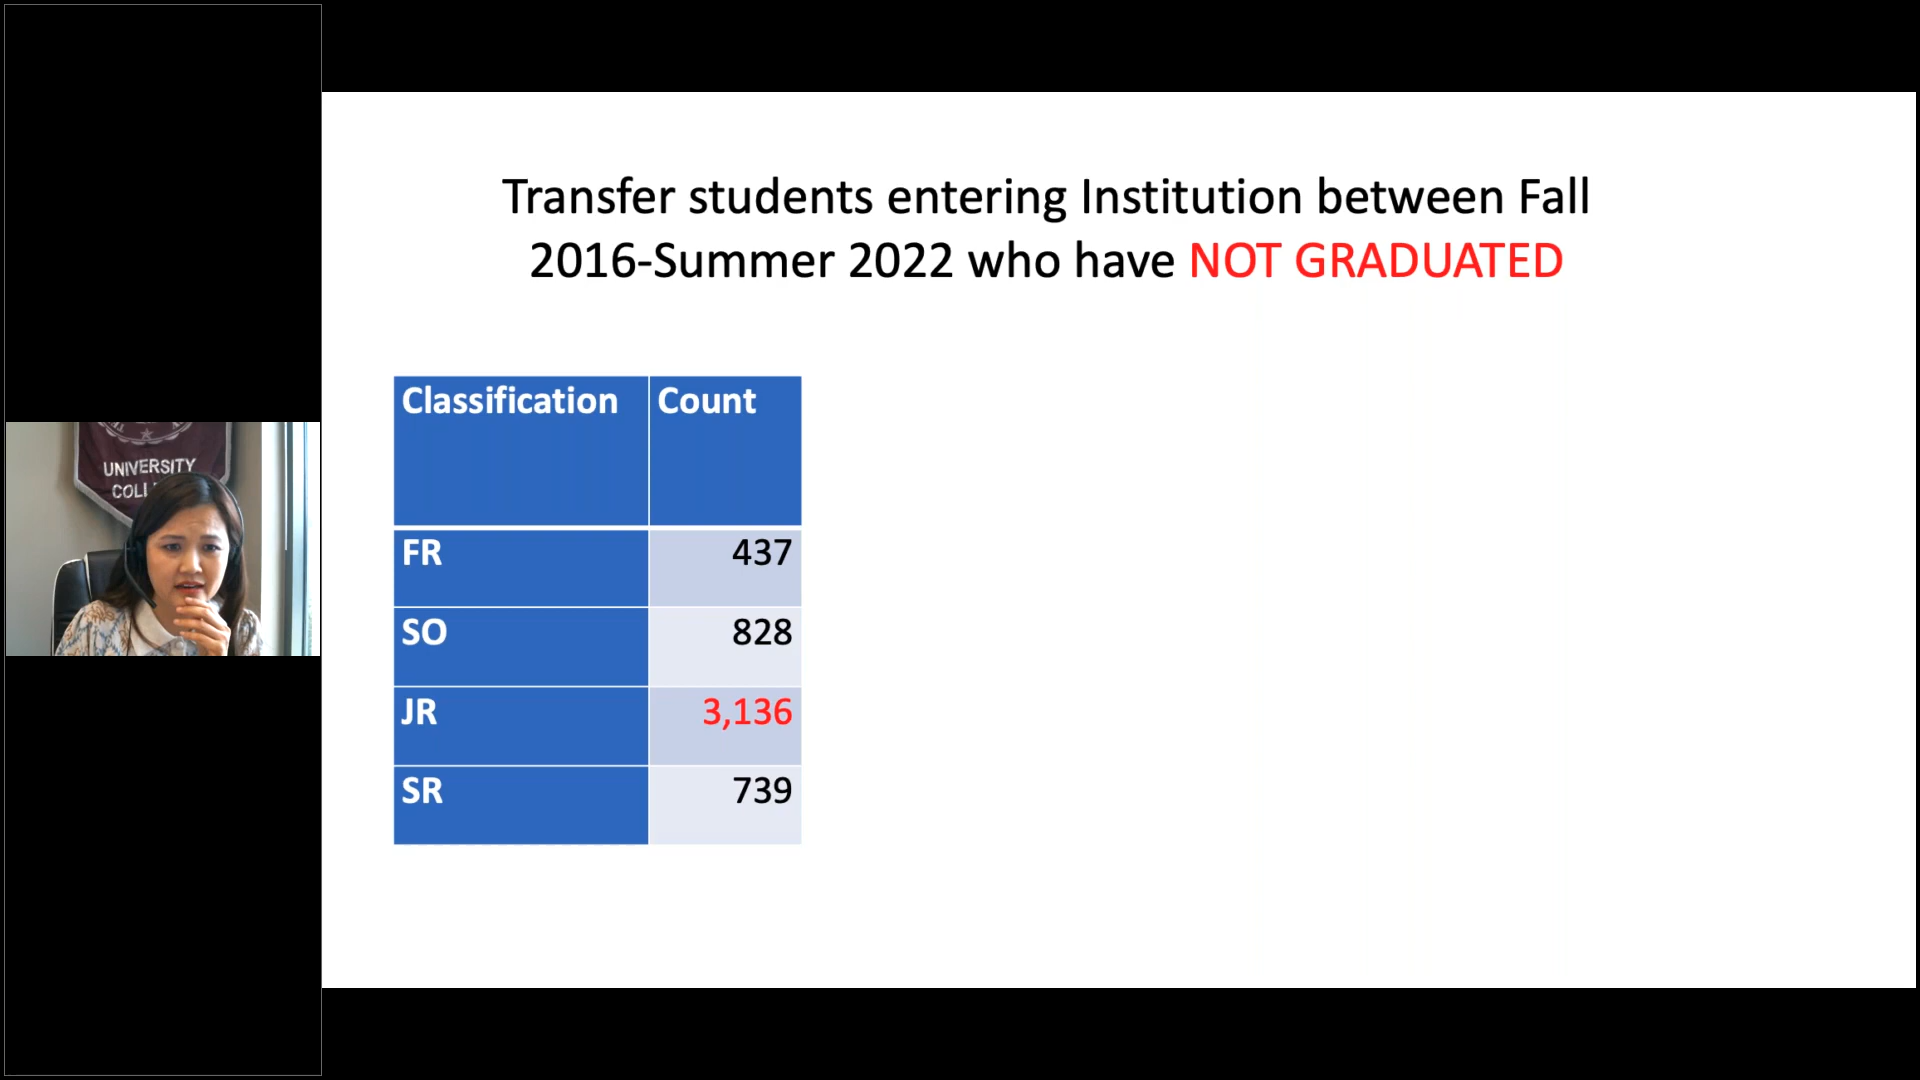 Transfer students entering Institution between Fall
2016-Summer 2022 who have NOT GRADUATED
Classification Count
FR 437
SO 828
JR 3,136
SR 739
UNIVERSITY